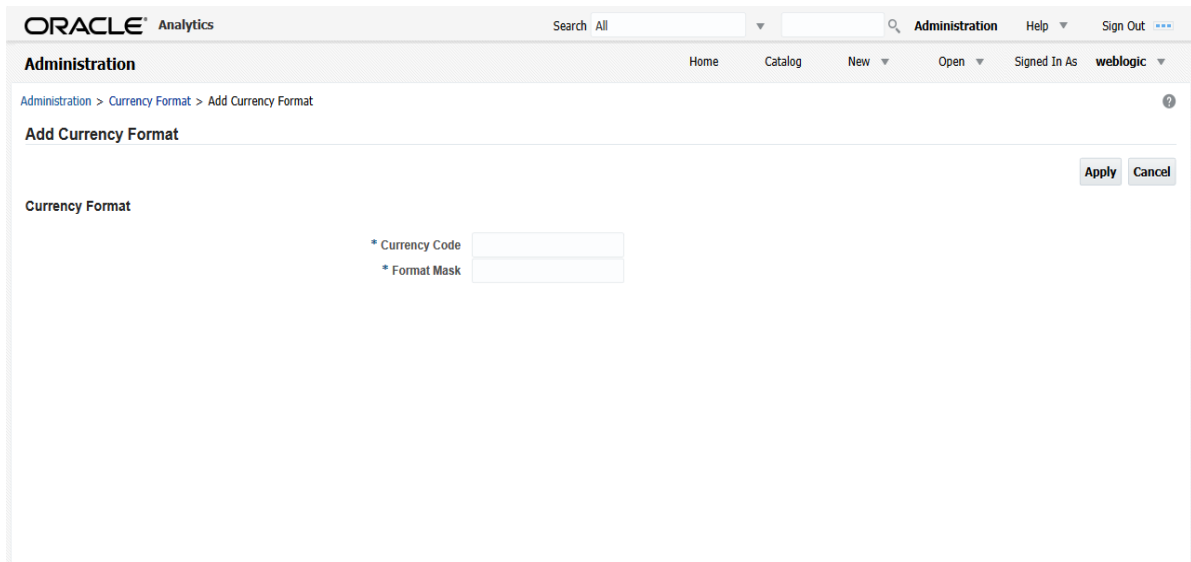 ORACLE Analytics Search All Administration Help Sign Out
Administration Home Catalog New Open Signed In As weblogic
Administration > Currency Format > Add Currency Format ?
Add Currency Format
Apply Cancel
Currency Format
* Currency Code
* Format Mask